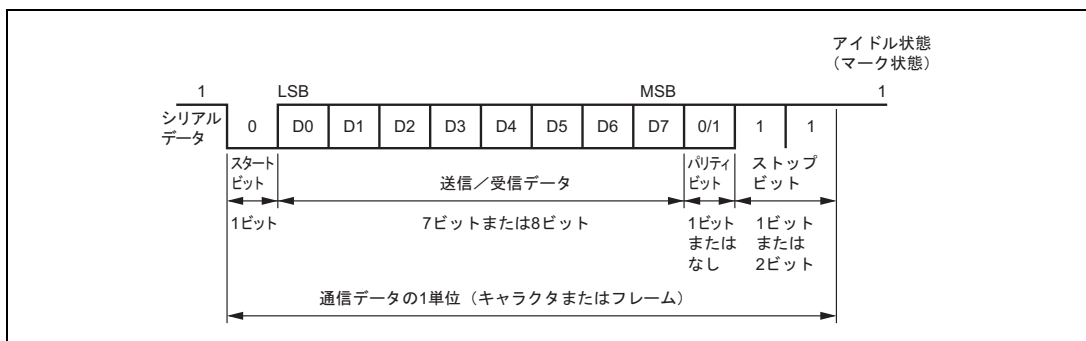 アイドル状態
（マーク状態）
1 LSB MSB 1
シリアル
データ
0 D0 D1 D2 D3 D4 D5 D6 D7 0/1 1 1
スタート
ビット
送信／受信データ
パリティ
ビット
ストップ
ビット
1ビット
7ビットまたは8ビット
1ビット
または
なし
1ビット
または
2ビット
通信データの1単位（キャラクタまたはフレーム）